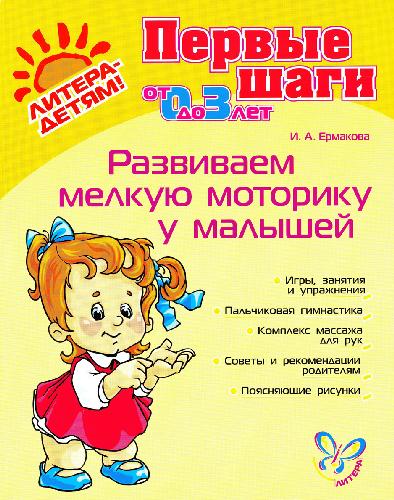 ЛИТЕРА-
ДЕТЯМ!
Первые
шаги
от 0 до 3 лет
И. А. Ермакова
Развиваем
мелкую моторику
у малышей
Игры, занятия
и упражнения
Пальчиковая гимнастика
Комплекс массажа
для рук
Советы и рекомендации
родителям
Поясняющие рисунки
ЛИТЕРА